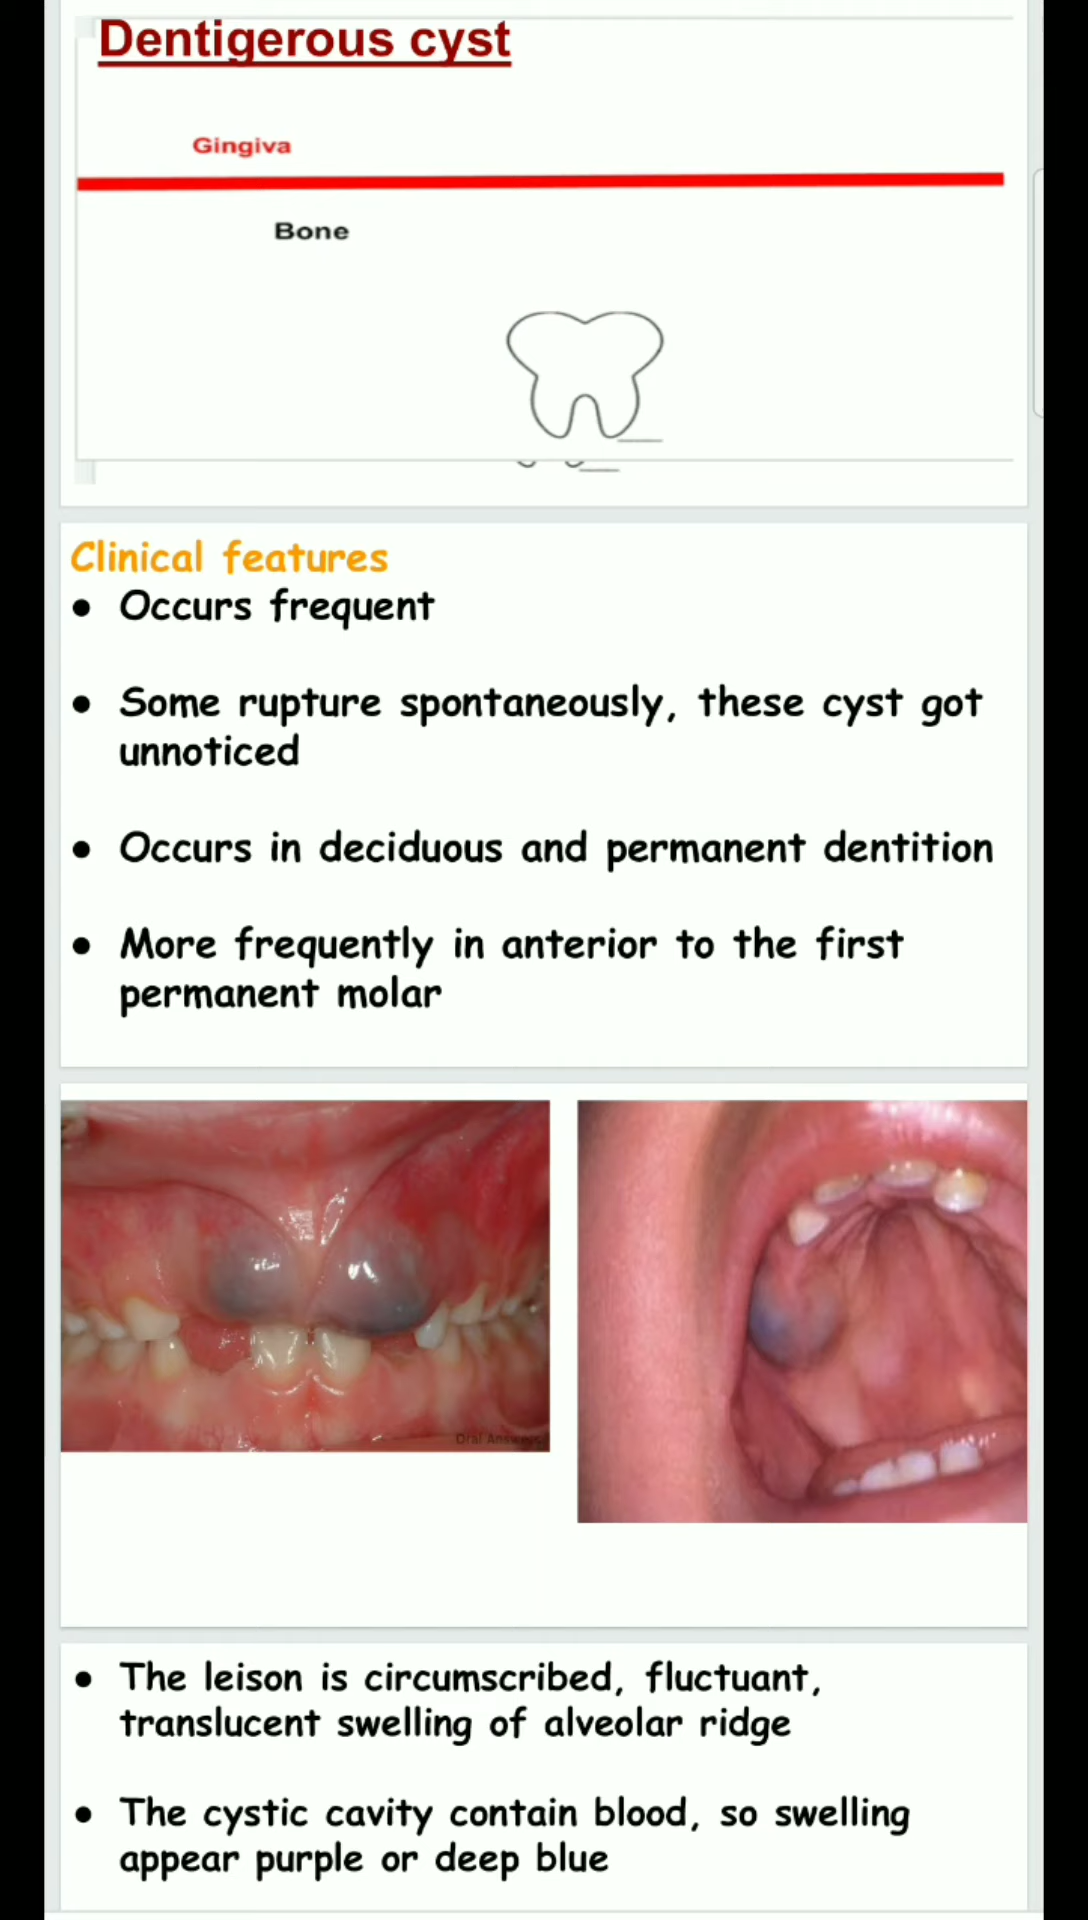 Dentigerous cyst
Gingiva
Bone
Clinical features
● Occurs frequent
● Some rupture spontaneously, these cyst got
unnoticed
● Occurs in deciduous and permanent dentition
● More frequently in anterior to the first
permanent molar
Oral Answers
● The leison is circumscribed, fluctuant,
translucent swelling of alveolar ridge
● The cystic cavity contain blood, so swelling
appear purple or deep blue